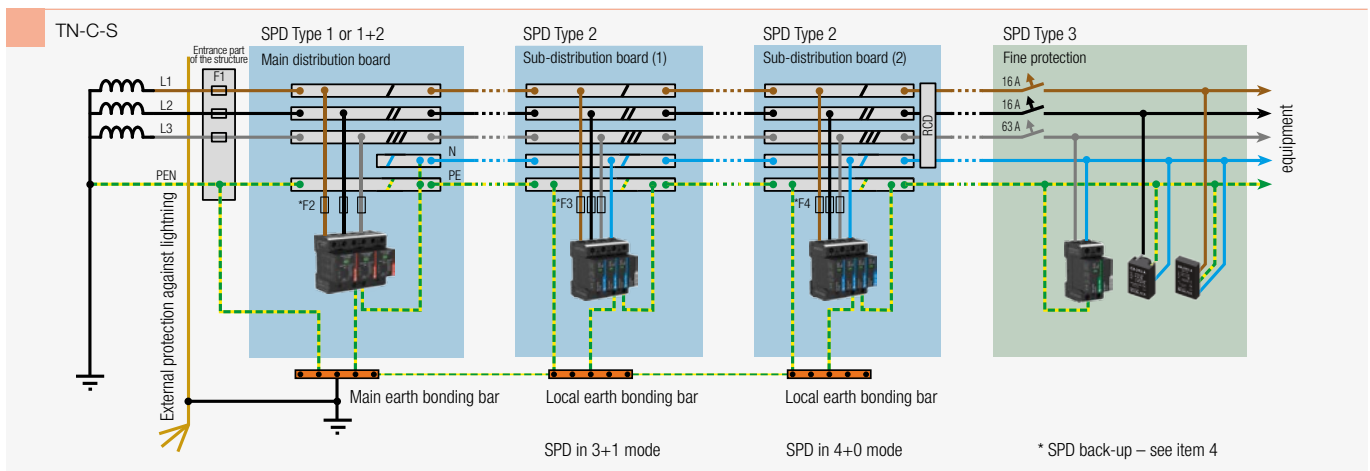 TN-C-S
SPD Type 1 or 1+2
SPD Type 2
SPD Type 2
SPD Type 3
Entrance part
of the structure
Main distribution board
Sub-distribution board (1)
Sub-distribution board (2)
Fine protection
F1
L1
L2
L3
N
PEN
PE
RCD
16 A
16 A
63 A
equipment
*F2
*F3
*F4
External protection against lightning
Main earth bonding bar
Local earth bonding bar
Local earth bonding bar
SPD in 3+1 mode
SPD in 4+0 mode
* SPD back-up – see item 4